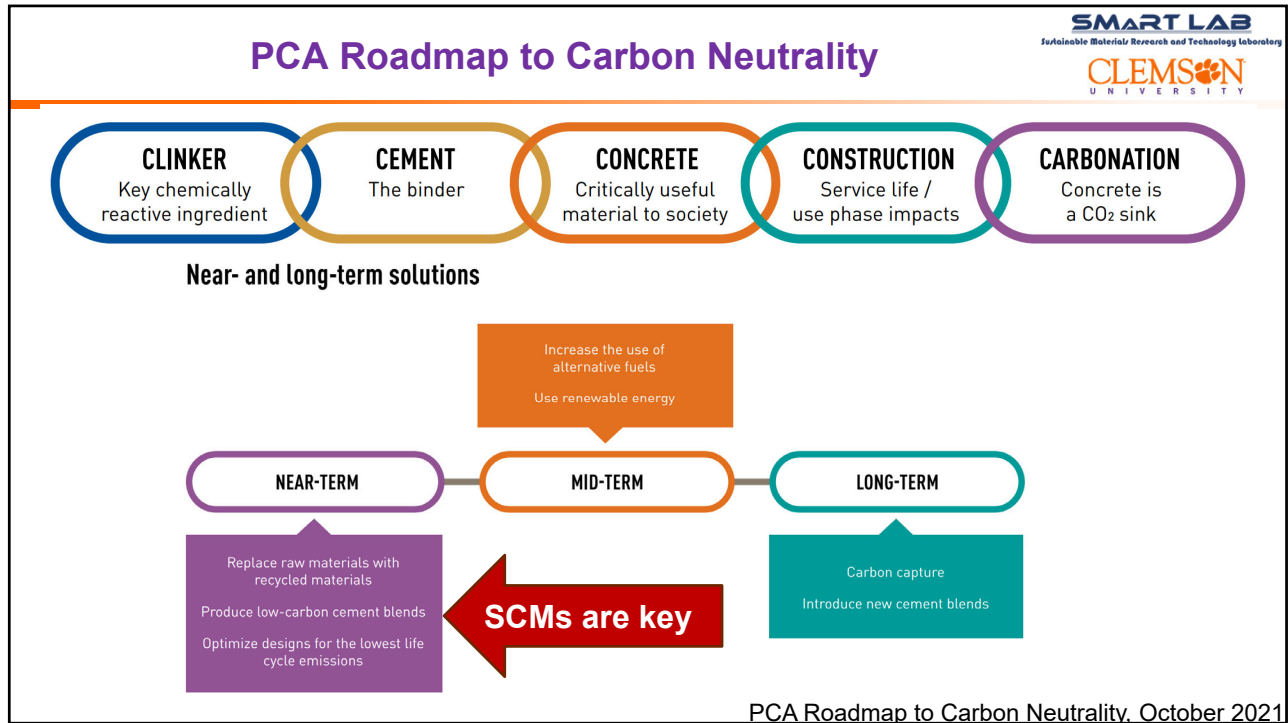 PCA Roadmap to Carbon Neutrality
SMaRT LAB
Sustainable Materials Research and Technology Laboratory
CLEMSON
UNIVERSITY
CLINKER
Key chemically
reactive ingredient
CEMENT
The binder
CONCRETE
Critically useful
material to society
CONSTRUCTION
Service life /
use phase impacts
CARBONATION
Concrete is
a CO₂ sink
Near- and long-term solutions
Increase the use of
alternative fuels
Use renewable energy
NEAR-TERM
MID-TERM
LONG-TERM
Replace raw materials with
recycled materials
Produce low-carbon cement blends
Optimize designs for the lowest life
cycle emissions
SCMs are key
Carbon capture
Introduce new cement blends
PCA Roadmap to Carbon Neutrality, October 2021